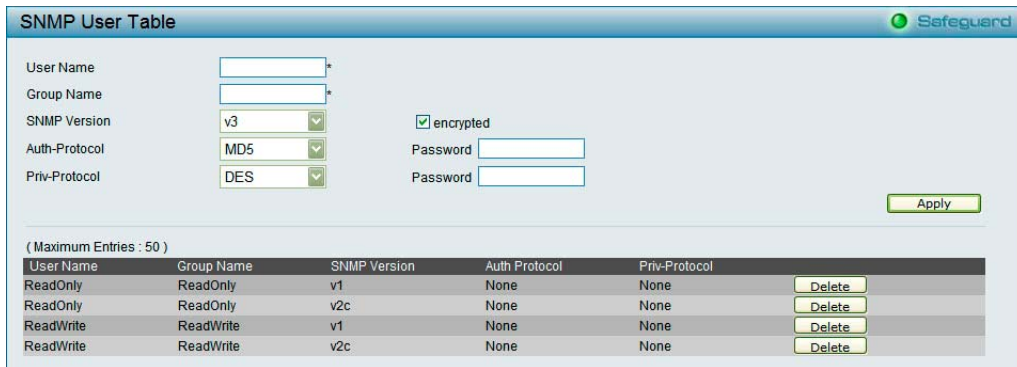 SNMP User Table Safeguard
User Name *
Group Name *
SNMP Version v3 encrypted
Auth-Protocol MD5 Password
Priv-Protocol DES Password
Apply
( Maximum Entries : 50 )
User Name Group Name SNMP Version Auth Protocol Priv-Protocol
ReadOnly ReadOnly v1 None None Delete
ReadOnly ReadOnly v2c None None Delete
ReadWrite ReadWrite v1 None None Delete
ReadWrite ReadWrite v2c None None Delete